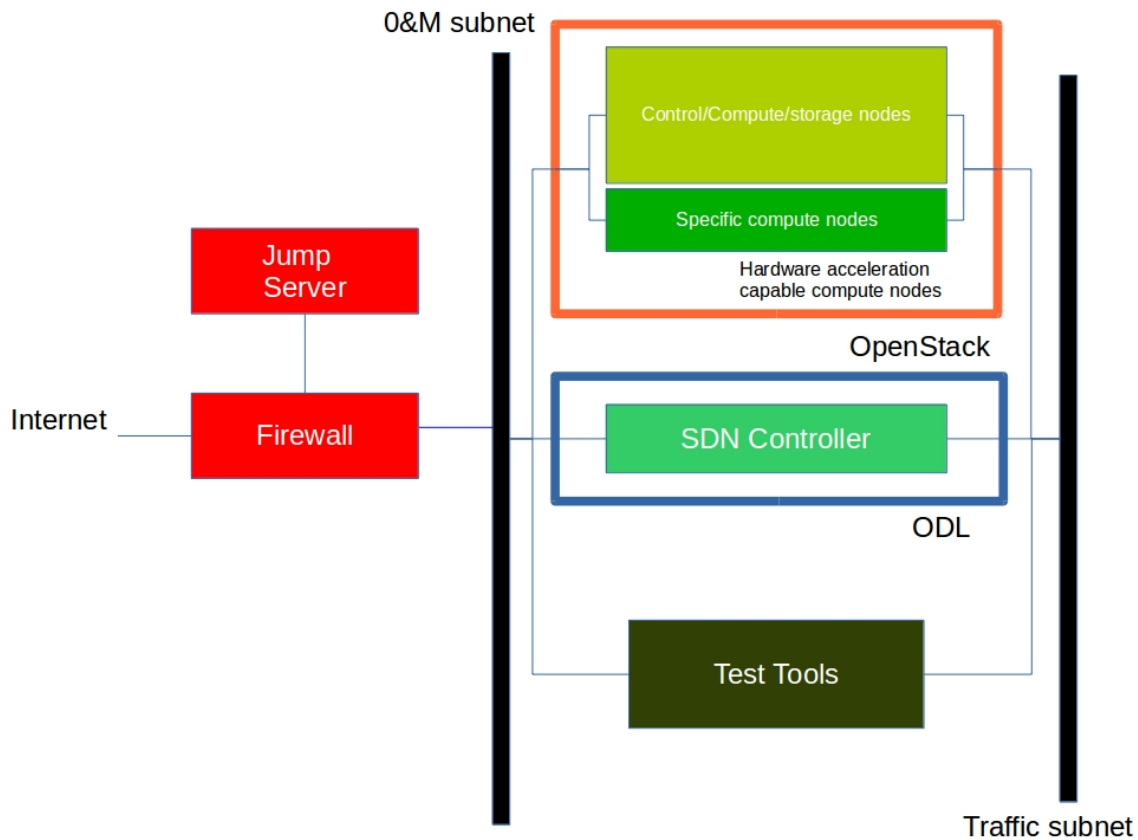 0&M subnet
Control/Compute/storage nodes
Specific compute nodes
Hardware acceleration
capable compute nodes
OpenStack
Jump
Server
Internet
Firewall
SDN Controller
ODL
Test Tools
Traffic subnet